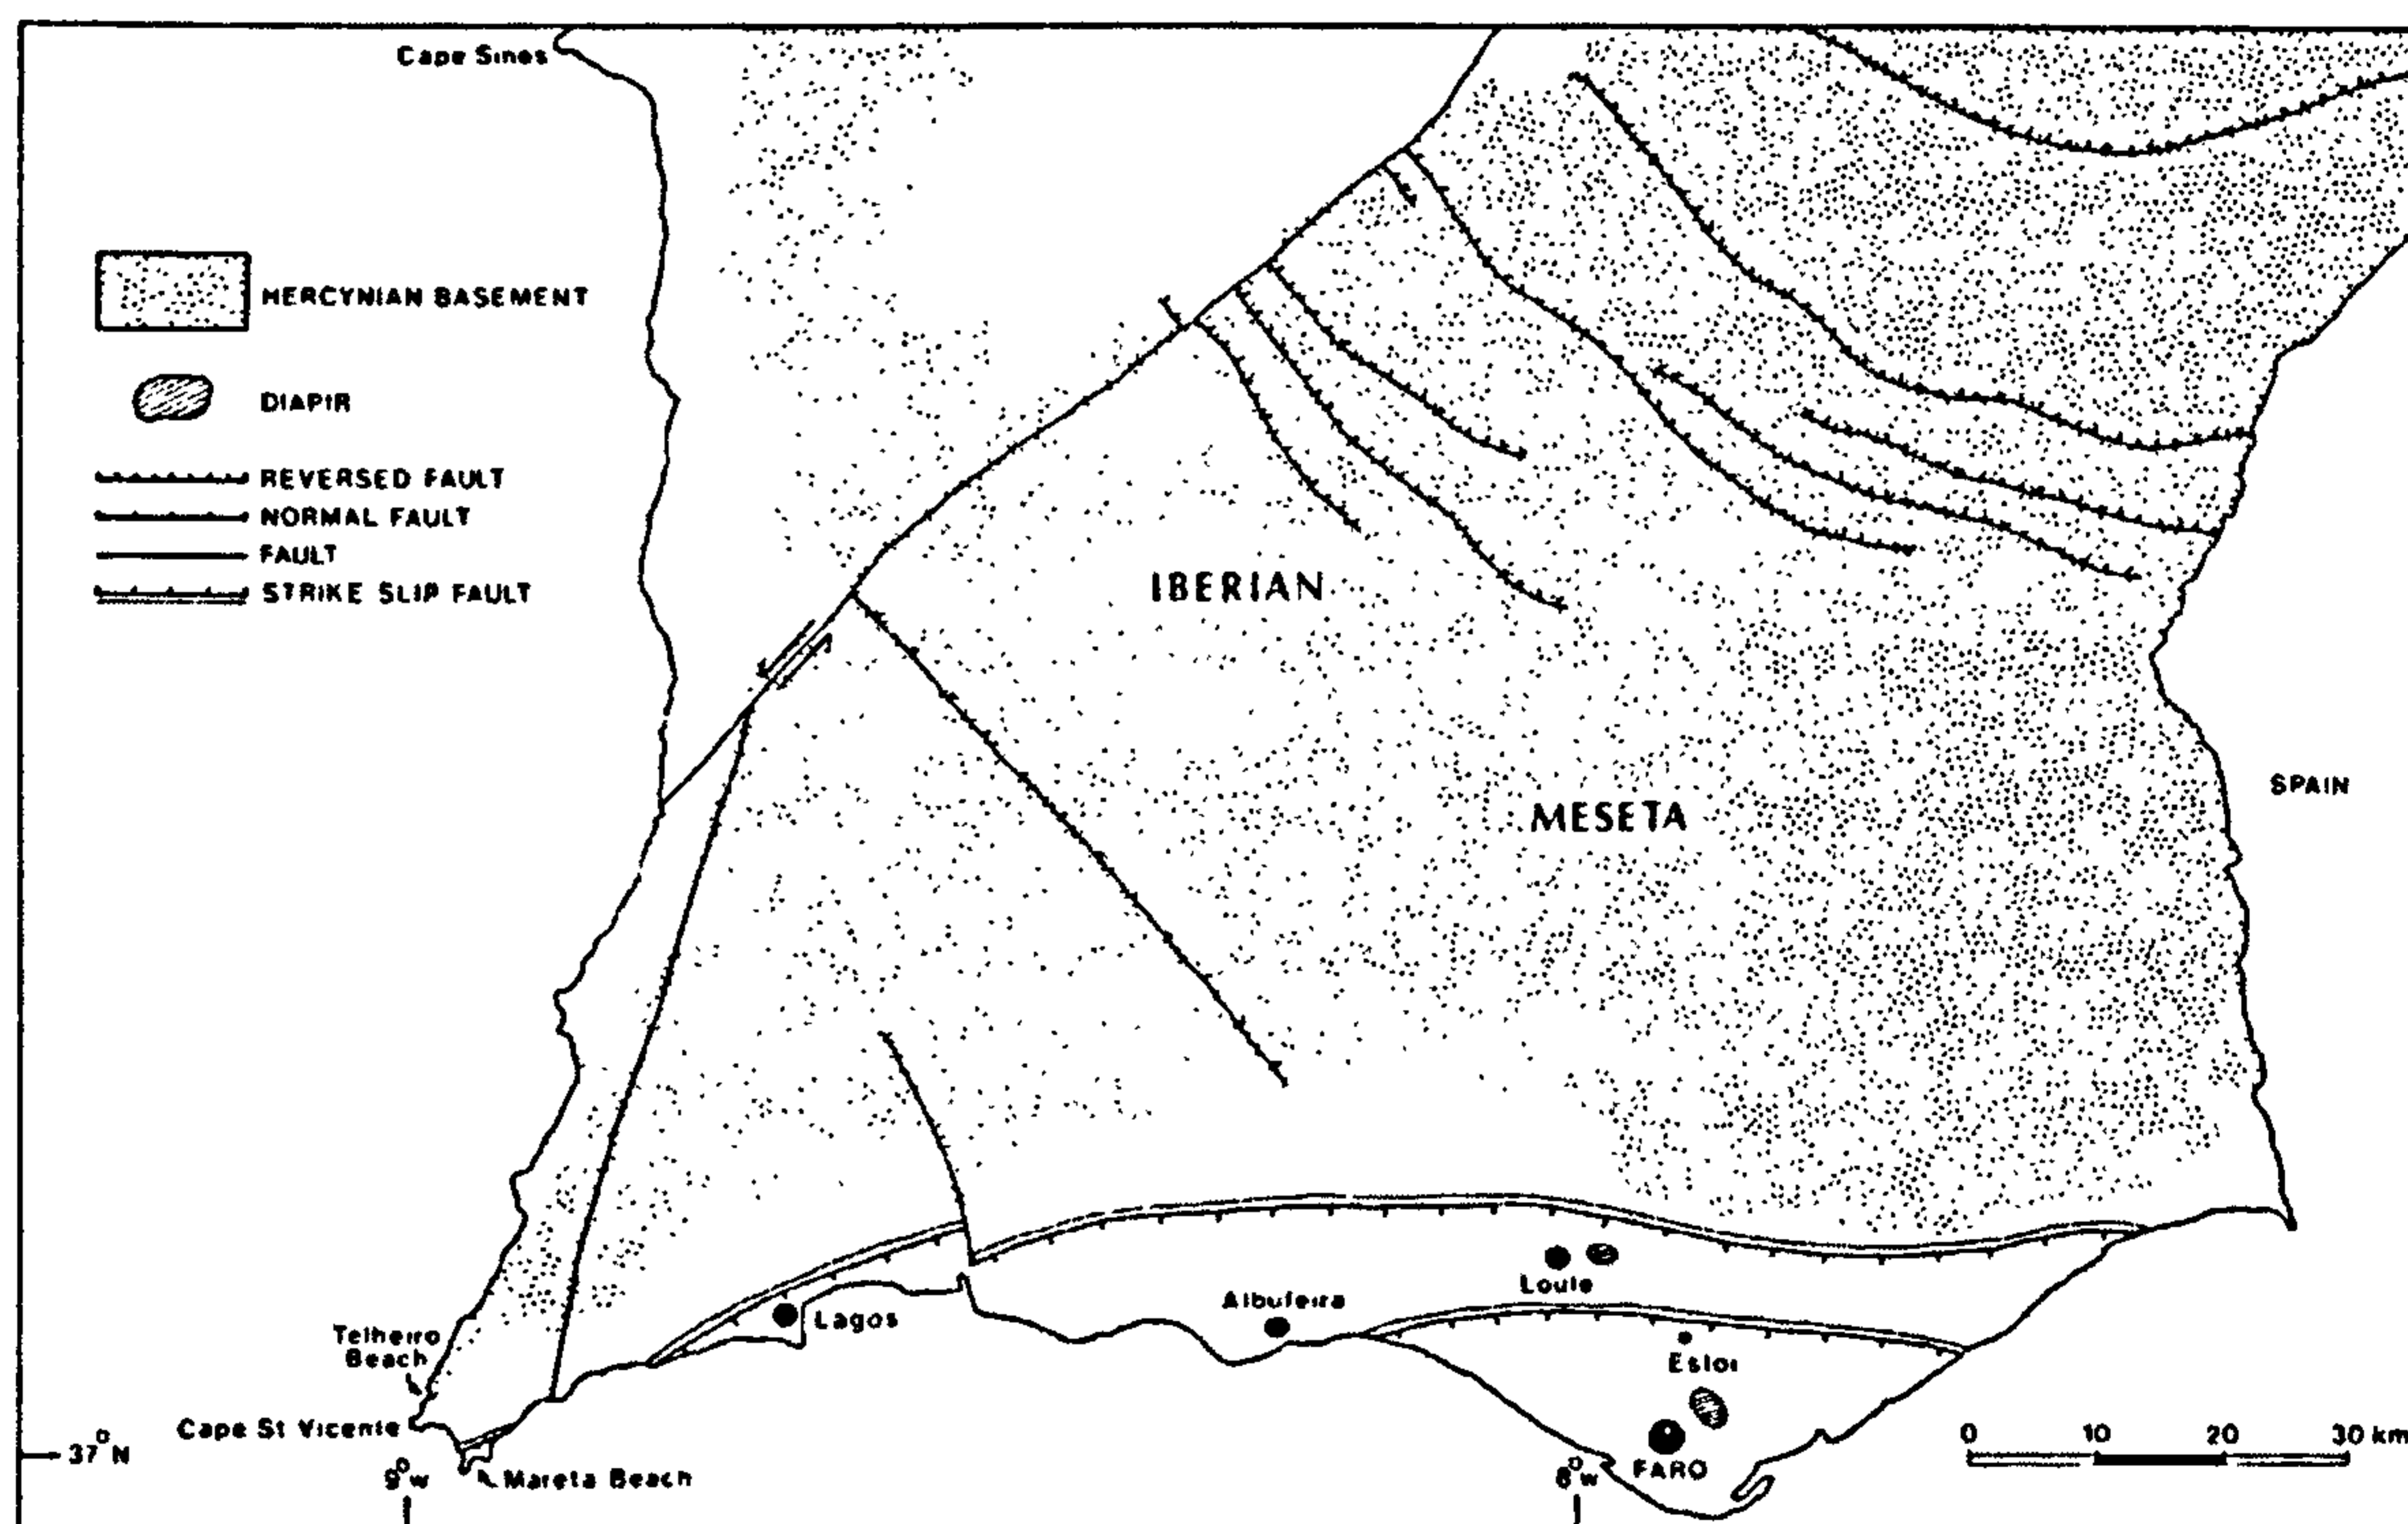 Cape Sines
HERCYNIAN BASEMENT
DIAPIR
REVERSED FAULT
NORMAL FAULT
FAULT
STRIKE SLIP FAULT
IBERIAN
MESETA
SPAIN
Loule
Albufeira
Lagos
Telheiro
Beach
Estoi
Cape St Vicente
37°N
9°w
Mareta Beach
8°w
FARO
0 10 20 30 km